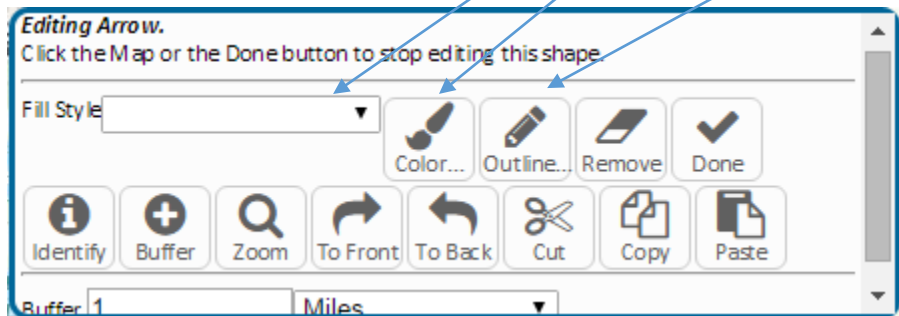 Editing Arrow.
Click the Map or the Done button to stop editing this shape.
Fill Style
Color... Outline... Remove Done
Identify Buffer Zoom To Front To Back Cut Copy Paste
Buffer 1 Miles